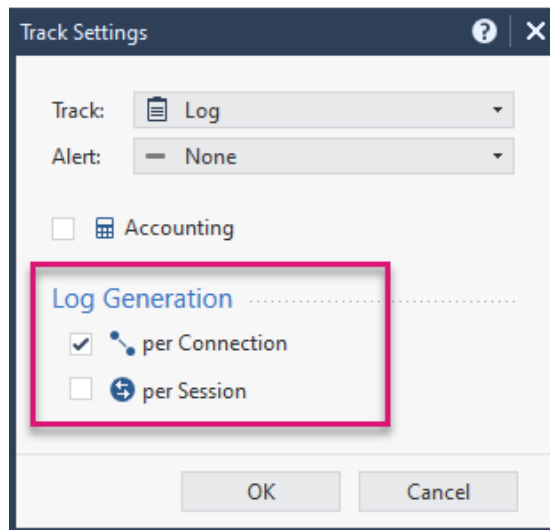 Track Settings
Track: Log
Alert: None
Accounting
Log Generation
per Connection
per Session
OK Cancel